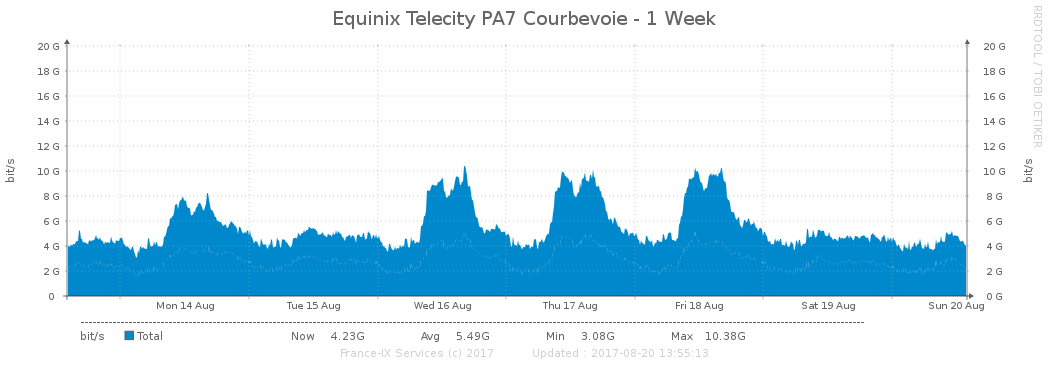 Equinix Telecity PA7 Courbevoie - 1 Week
RRDTOOL / TOBI OETIKER
20 G 20 G
18 G 18 G
16 G 16 G
14 G 14 G
12 G 12 G
10 G 10 G
8 G 8 G
6 G 6 G
4 G 4 G
2 G 2 G
0 0 G
bit/s bit/s
Mon 14 Aug Tue 15 Aug Wed 16 Aug Thu 17 Aug Fri 18 Aug Sat 19 Aug Sun 20 Aug
bit/s Total Now 4.23G Avg 5.49G Min 3.08G Max 10.38G
France-IX Services (c) 2017 Updated : 2017-08-20 13:55:13